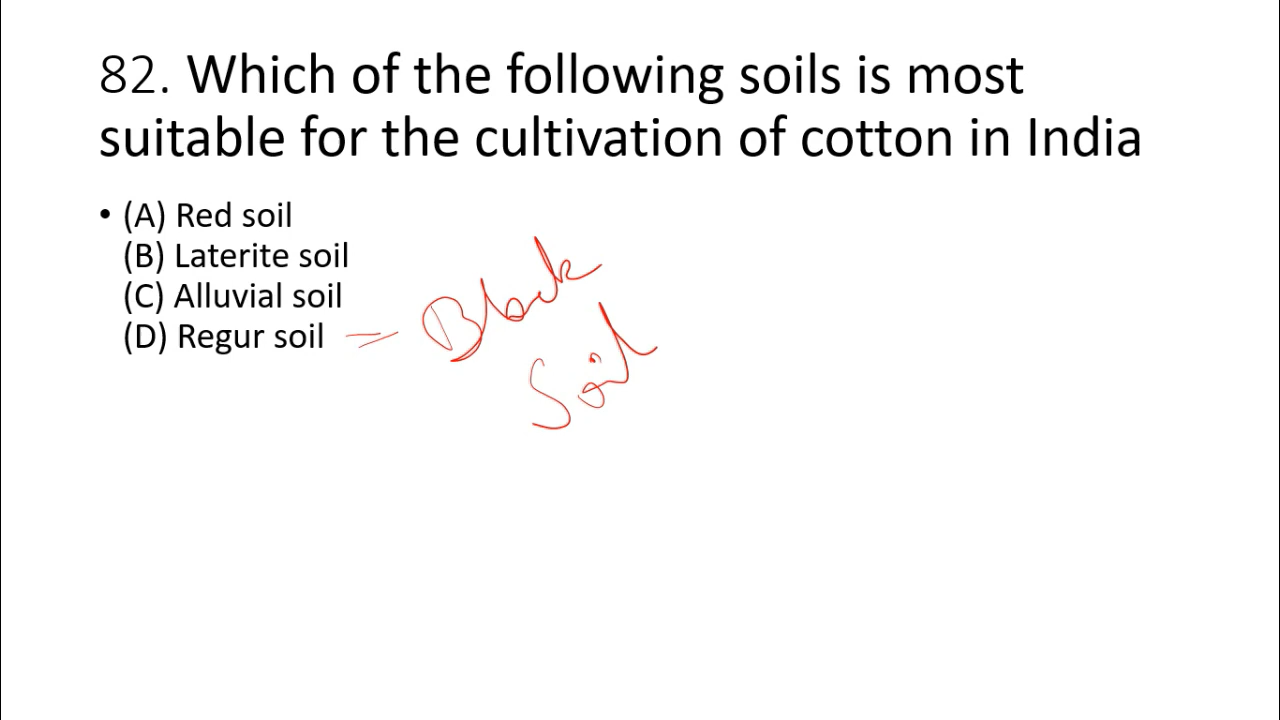 82. Which of the following soils is most
suitable for the cultivation of cotton in India
• (A) Red soil
(B) Laterite soil
(C) Alluvial soil
(D) Regur soil = Black
Soil